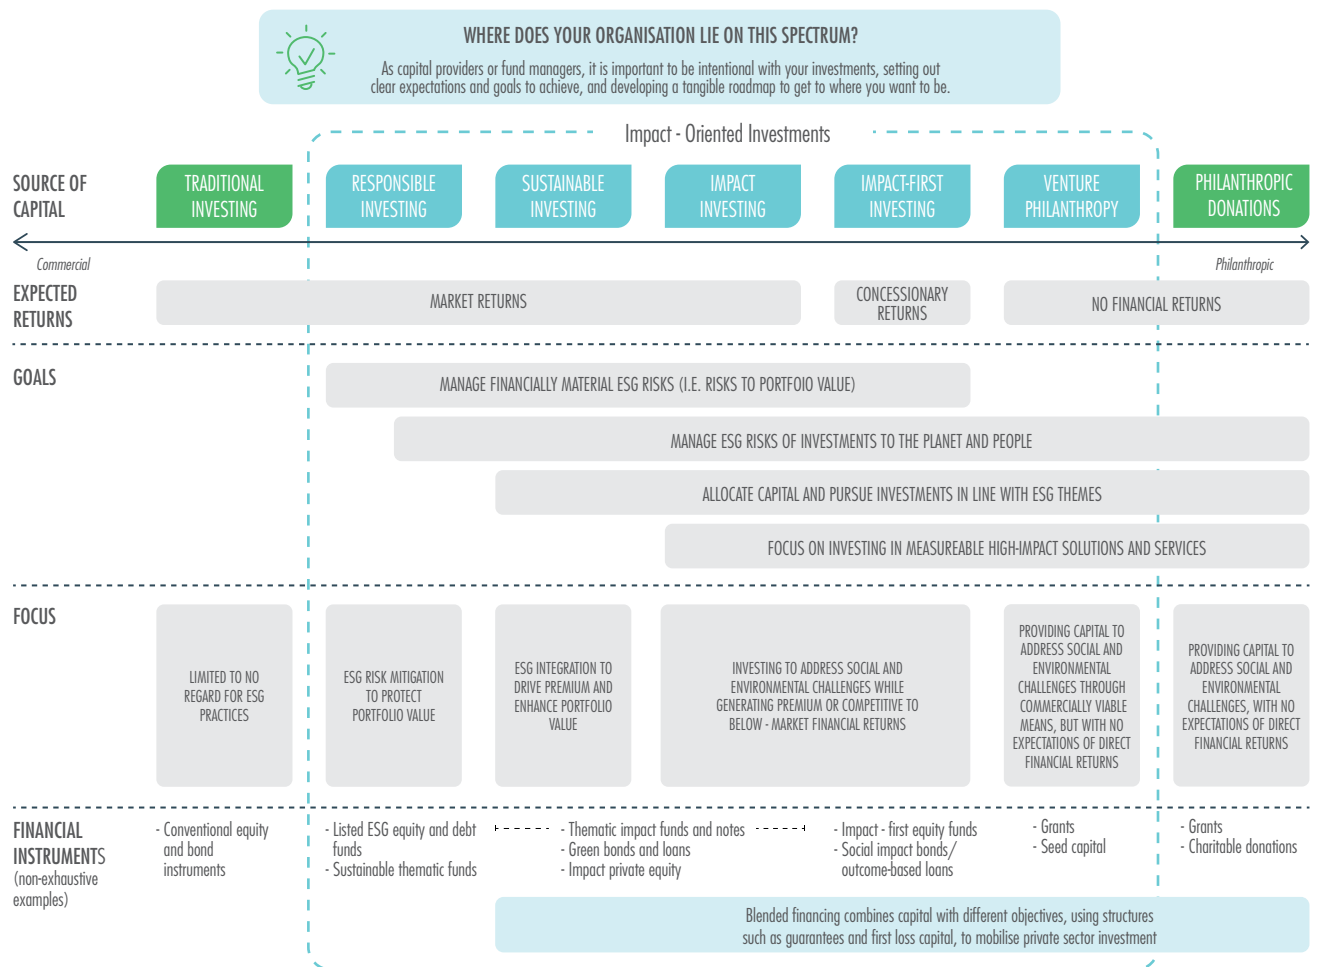 WHERE DOES YOUR ORGANISATION LIE ON THIS SPECTRUM?
As capital providers or fund managers, it is important to be intentional with your investments, setting out
clear expectations and goals to achieve, and developing a tangible roadmap to get to where you want to be.
Impact - Oriented Investments
SOURCE OF
CAPITAL
TRADITIONAL
INVESTING
RESPONSIBLE
INVESTING
SUSTAINABLE
INVESTING
IMPACT
INVESTING
IMPACT-FIRST
INVESTING
VENTURE
PHILANTHROPY
PHILANTHROPIC
DONATIONS
Commercial
Philanthropic
EXPECTED
RETURNS
MARKET RETURNS
CONCESSIONARY
RETURNS
NO FINANCIAL RETURNS
GOALS
MANAGE FINANCIALLY MATERIAL ESG RISKS (I.E. RISKS TO PORTFOIO VALUE)
MANAGE ESG RISKS OF INVESTMENTS TO THE PLANET AND PEOPLE
ALLOCATE CAPITAL AND PURSUE INVESTMENTS IN LINE WITH ESG THEMES
FOCUS ON INVESTING IN MEASUREABLE HIGH-IMPACT SOLUTIONS AND SERVICES
FOCUS
LIMITED TO NO
REGARD FOR ESG
PRACTICES
ESG RISK MITIGATION
TO PROTECT
PORTFOLIO VALUE
ESG INTEGRATION TO
DRIVE PREMIUM AND
ENHANCE PORTFOLIO
VALUE
INVESTING TO ADDRESS SOCIAL AND
ENVIRONMENTAL CHALLENGES WHILE
GENERATING PREMIUM OR COMPETITIVE TO
BELOW - MARKET FINANCIAL RETURNS
PROVIDING CAPITAL TO
ADDRESS SOCIAL AND
ENVIRONMENTAL
CHALLENGES THROUGH
COMMERCIALLY VIABLE
MEANS, BUT WITH NO
EXPECTATIONS OF DIRECT
FINANCIAL RETURNS
PROVIDING CAPITAL TO
ADDRESS SOCIAL AND
ENVIRONMENTAL
CHALLENGES, WITH NO
EXPECTATIONS OF DIRECT
FINANCIAL RETURNS
FINANCIAL
INSTRUMENTS
(non-exhaustive
examples)
- Conventional equity
and bond
instruments
- Listed ESG equity and debt
funds
- Sustainable thematic funds
- Thematic impact funds and notes
- Green bonds and loans
- Impact private equity
- Impact - first equity funds
- Social impact bonds/
outcome-based loans
- Grants
- Seed capital
- Grants
- Charitable donations
Blended financing combines capital with different objectives, using structures
such as guarantees and first loss capital, to mobilise private sector investment